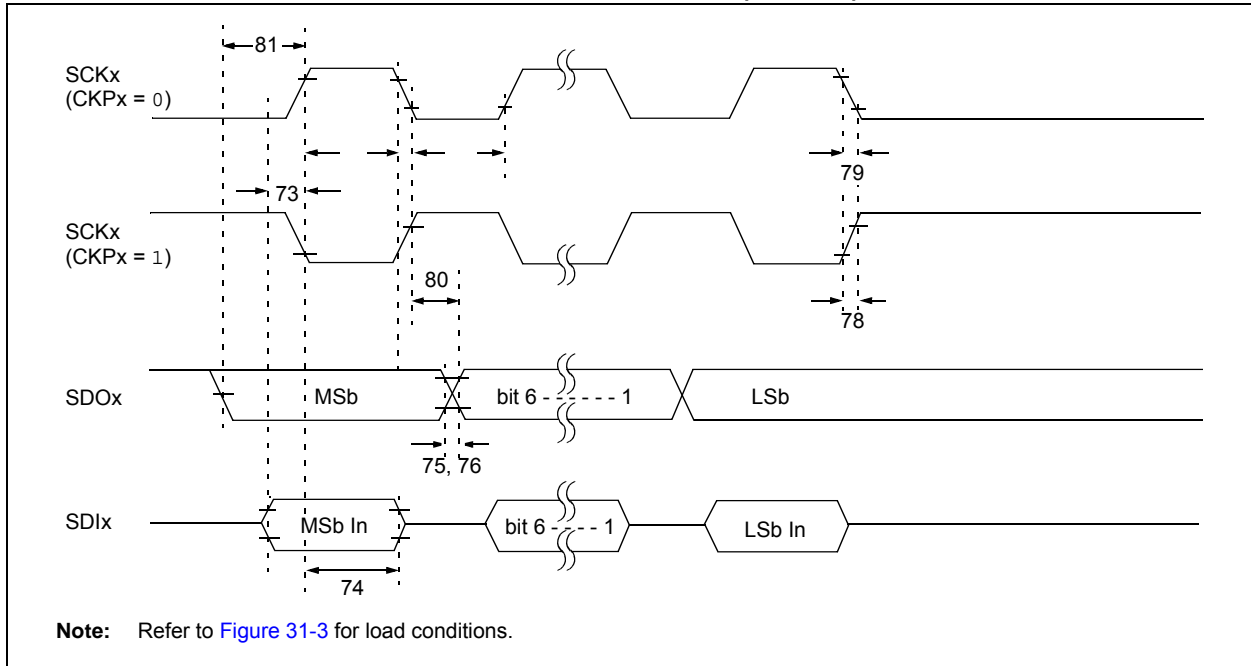 81
SCKx
(CKPx = 0)
79
73
SCKx
(CKPx = 1)
80
78
SDOx
MSb
bit 6 - - - - - - 1
LSb
75, 76
SDIx
MSb In
bit 6 - - - - 1
LSb In
74
Note: Refer to Figure 31-3 for load conditions.